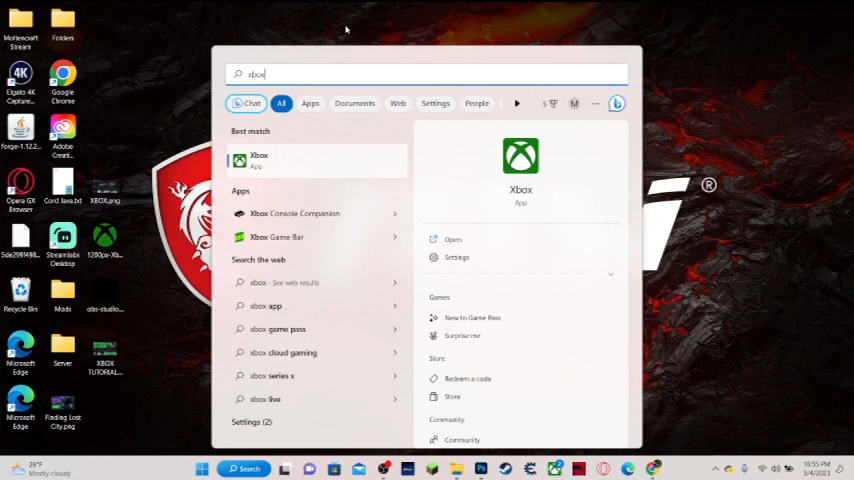 Moltencraft
Stream
Folders
Elgato 4K
Capture...
Google
Chrome
forge-1.12.2...
Adobe
Creati...
Opera GX
Browser
Cord Java.txt
XBOX.png
Streamlabs
Desktop
1200px-Xb...
Recycle Bin
Mods
obs-studio...
Microsoft
Edge
Server
XBOX
TUTORIAL...
Microsoft
Edge
Finding Lost
City.png
xbox
Chat
All
Apps
Documents
Web
Settings
People
5
M
...
Best match
Xbox
App
Apps
Xbox Console Companion
Xbox Game Bar
Search the web
xbox - See web results
xbox app
xbox game pass
xbox cloud gaming
xbox series x
xbox live
Settings (2)
Xbox
App
Open
Settings
Games
New to Game Pass
Surprise me
Store
Redeem a code
Store
Community
Community
®
26°F
Mostly cloudy
Search
10:55 PM
3/4/2023